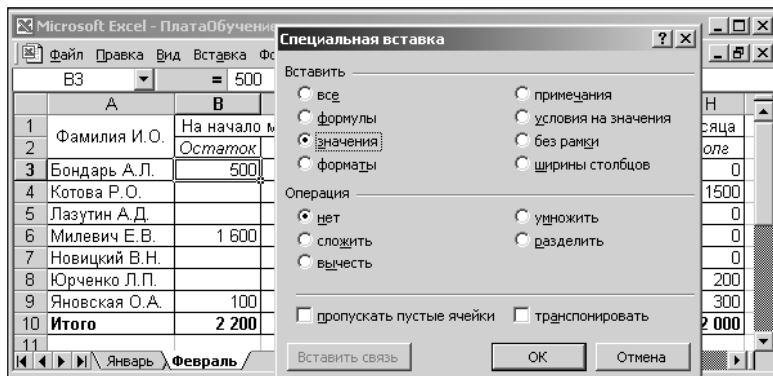 Microsoft Excel - ПлатаОбучение
Файл Правка Вид Вставка Фо
B3 = 500
A B H
1 Фамилия И.О. На начало м сяца
2 Остаток олг
3 Бондарь А.Л. 500 0
4 Котова Р.О. 1500
5 Лазутин А.Д. 0
6 Милевич Е.В. 1 600 0
7 Новицкий В.Н. 0
8 Юрченко Л.П. 200
9 Яновская О.А. 100 300
10 Итого 2 200 2 000
11
Январь Февраль
Специальная вставка
Вставить
все примечания
формулы условия на значения
значения без рамки
форматы ширины столбцов
Операция
нет умножить
сложить разделить
вычесть
пропускать пустые ячейки транспонировать
Вставить связь ОК Отмена